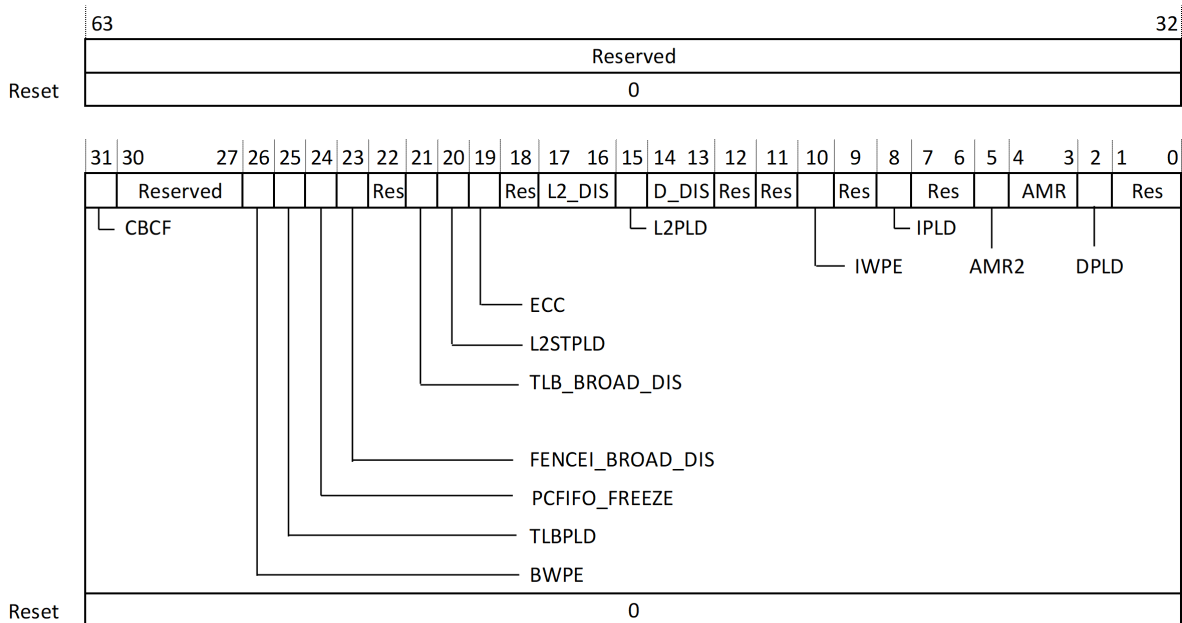 63 32
Reserved
Reset 0
31 30 27 26 25 24 23 22 21 20 19 18 17 16 15 14 13 12 11 10 9 8 7 6 5 4 3 2 1 0
Reserved Res Res L2_DIS D_DIS Res Res Res Res AMR Res
CBCF L2PLD IPLD
IWPE AMR2 DPLD
ECC
L2STPLD
TLB_BROAD_DIS
FENCEI_BROAD_DIS
PCFIFO_FREEZE
TLBPLD
BWPE
Reset 0